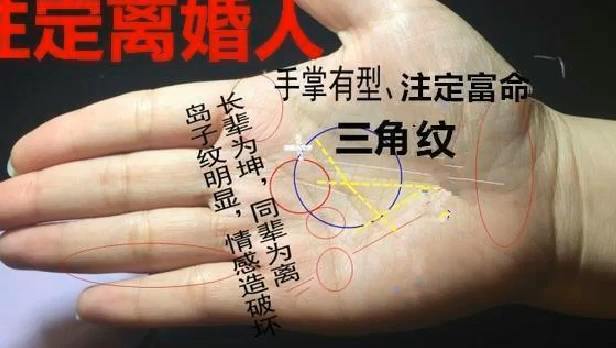 注定离婚人
手掌有型、注定富命
三角纹
长辈为坤，同辈为离
岛子纹明显，情感造破坏